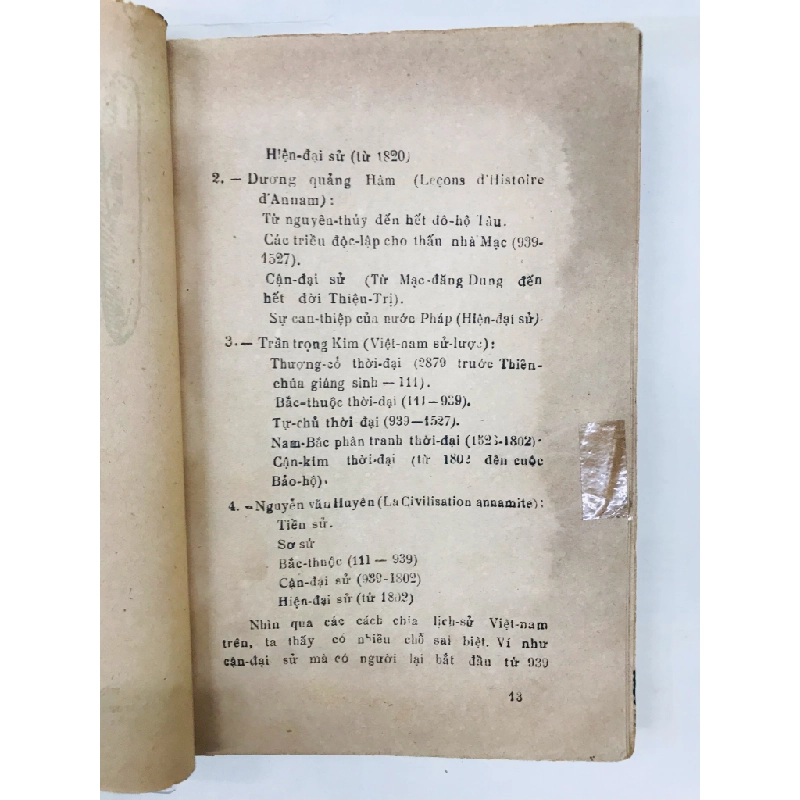 Hiện-đại sử (từ 1820)
2. — Dương quảng Hàm (Leçons d'Histoire
d'Annam) :
Từ nguyên-thủy đến hết đô-hộ Tàu.
Các triều độc-lập cho thấn nhà Mạc (939-
1527).
Cận-đại sử (Từ Mạc-đăng Dung đến
hết đời Thiệu-Trị).
Sự can-thiệp của nước Pháp (Hiện-đại sử)
3. — Trần trọng Kim (Việt-nam sử-lược):
Thượng-cổ thời-đại (2879 trước Thiên-
chúa giáng sinh — 111).
Bắc-thuộc thời-đại (111 — 939).
Tự-chủ thời đại (939 — 1527).
Nam-Bắc phân tranh thời-đại (1528-1802).
Cận-kim thời-đại (từ 1802 đến cuộc
Bảo-hộ).
4. — Nguyễn văn Huyên (La Civilisation annamite):
Tiền sử.
Sơ sử
Bắc-thuộc (111 — 939)
Cận-đại sử (939-1802)
Hiện-đại sử (từ 1802)
Nhìn qua các cách chia lịch-sử Việt-nam
trên, ta thấy có nhiều chỗ sai biệt. Ví như
cận-đại sử mà có người lại bắt đầu từ 939
13